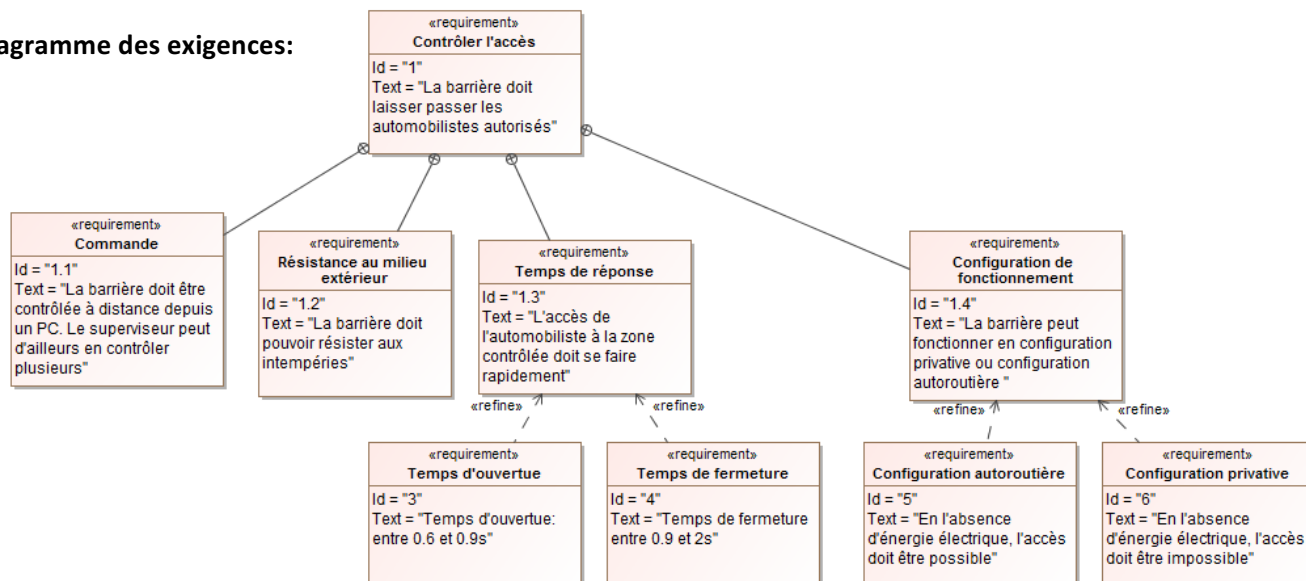 agramme des exigences:
«requirement»
Contrôler l'accès
Id = "1"
Text = "La barrière doit
laisser passer les
automobilistes autorisés"
«requirement»
Commande
Id = "1.1"
Text = "La barrière doit être
contrôlée à distance depuis
un PC. Le superviseur peut
d'ailleurs en contrôler
plusieurs"
«requirement»
Résistance au milieu
extérieur
Id = "1.2"
Text = "La barrière doit
pouvoir résister aux
intempéries"
«requirement»
Temps de réponse
Id = "1.3"
Text = "L'accès de
l'automobiliste à la zone
contrôlée doit se faire
rapidement"
«requirement»
Configuration de
fonctionnement
Id = "1.4"
Text = "La barrière peut
fonctionner en configuration
privative ou configuration
autoroutière "
«refine»
«refine»
«refine»
«refine»
«requirement»
Temps d'ouvertue
Id = "3"
Text = "Temps d'ouvertue:
entre 0.6 et 0.9s"
«requirement»
Temps de fermeture
Id = "4"
Text = "Temps de fermeture
entre 0.9 et 2s"
«requirement»
Configuration autoroutière
Id = "5"
Text = "En l'absence
d'énergie électrique, l'accès
doit être possible"
«requirement»
Configuration privative
Id = "6"
Text = "En l'absence
d'énergie électrique, l'accès
doit être impossible"